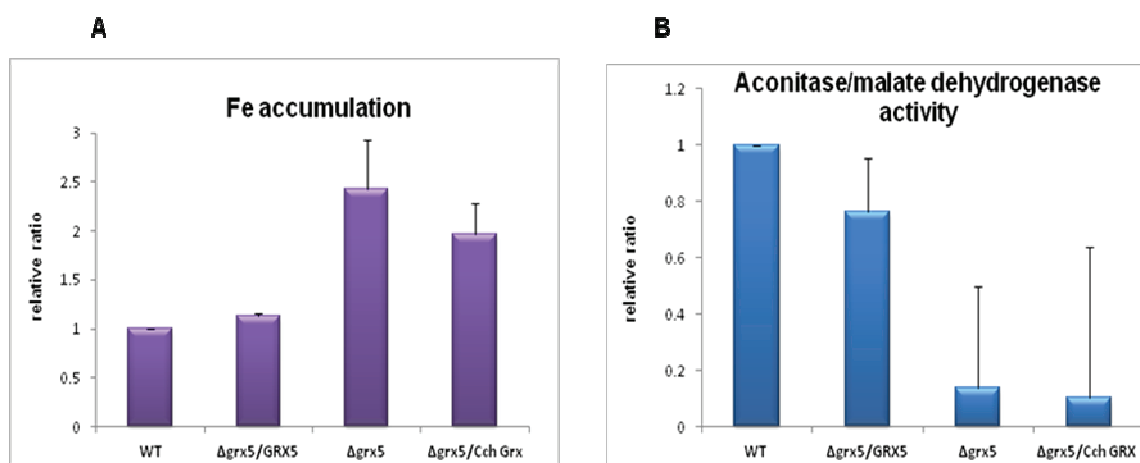 A
Fe accumulation
3
2.5
2
1.5
1
0.5
0
relative ratio
WT
Δgrx5/GRX5
Δgrx5
Δgrx5/Cch Grx
B
Aconitase/malate dehydrogenase
activity
1.2
1
0.8
0.6
0.4
0.2
0
relative ratio
WT
Δgrx5/GRX5
Δgrx5
Δgrx5/Cch GRX